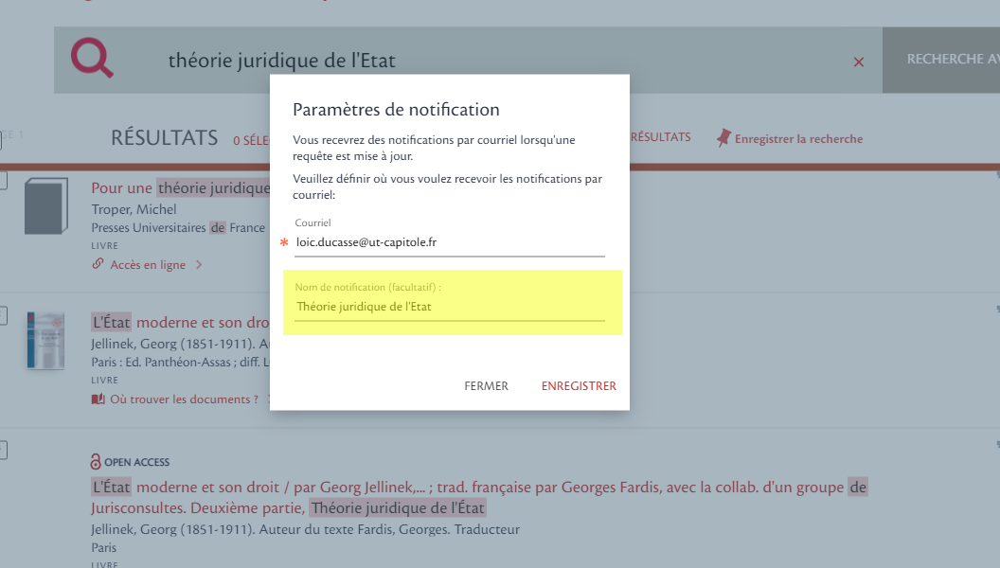 théorie juridique de l'Etat
×
RECHERCHE AV
GE 1
RÉSULTATS
0 SÉLE
RÉSULTATS
Enregistrer la recherche
Paramètres de notification
Vous recevrez des notifications par courriel lorsqu'une
requête est mise à jour.
Veuillez définir où vous voulez recevoir les notifications par
courriel:
Courriel
* loic.ducasse@ut-capitole.fr
Nom de notification (facultatif) :
Théorie juridique de l'Etat
FERMER
ENREGISTRER
Pour une théorie juridique
Troper, Michel
Presses Universitaires de France
LIVRE
Accès en ligne
L'État moderne et son dro
Jellinek, Georg (1851-1911). A
Paris : Ed. Panthéon-Assas ; diff. L
LIVRE
Où trouver les documents ?
OPEN ACCESS
L'État moderne et son droit / par Georg Jellinek,... ; trad. française par Georges Fardis, avec la collab. d'un groupe de
Jurisconsultes. Deuxième partie, Théorie juridique de l'État
Jellinek, Georg (1851-1911). Auteur du texte Fardis, Georges. Traducteur
Paris
LIVRE